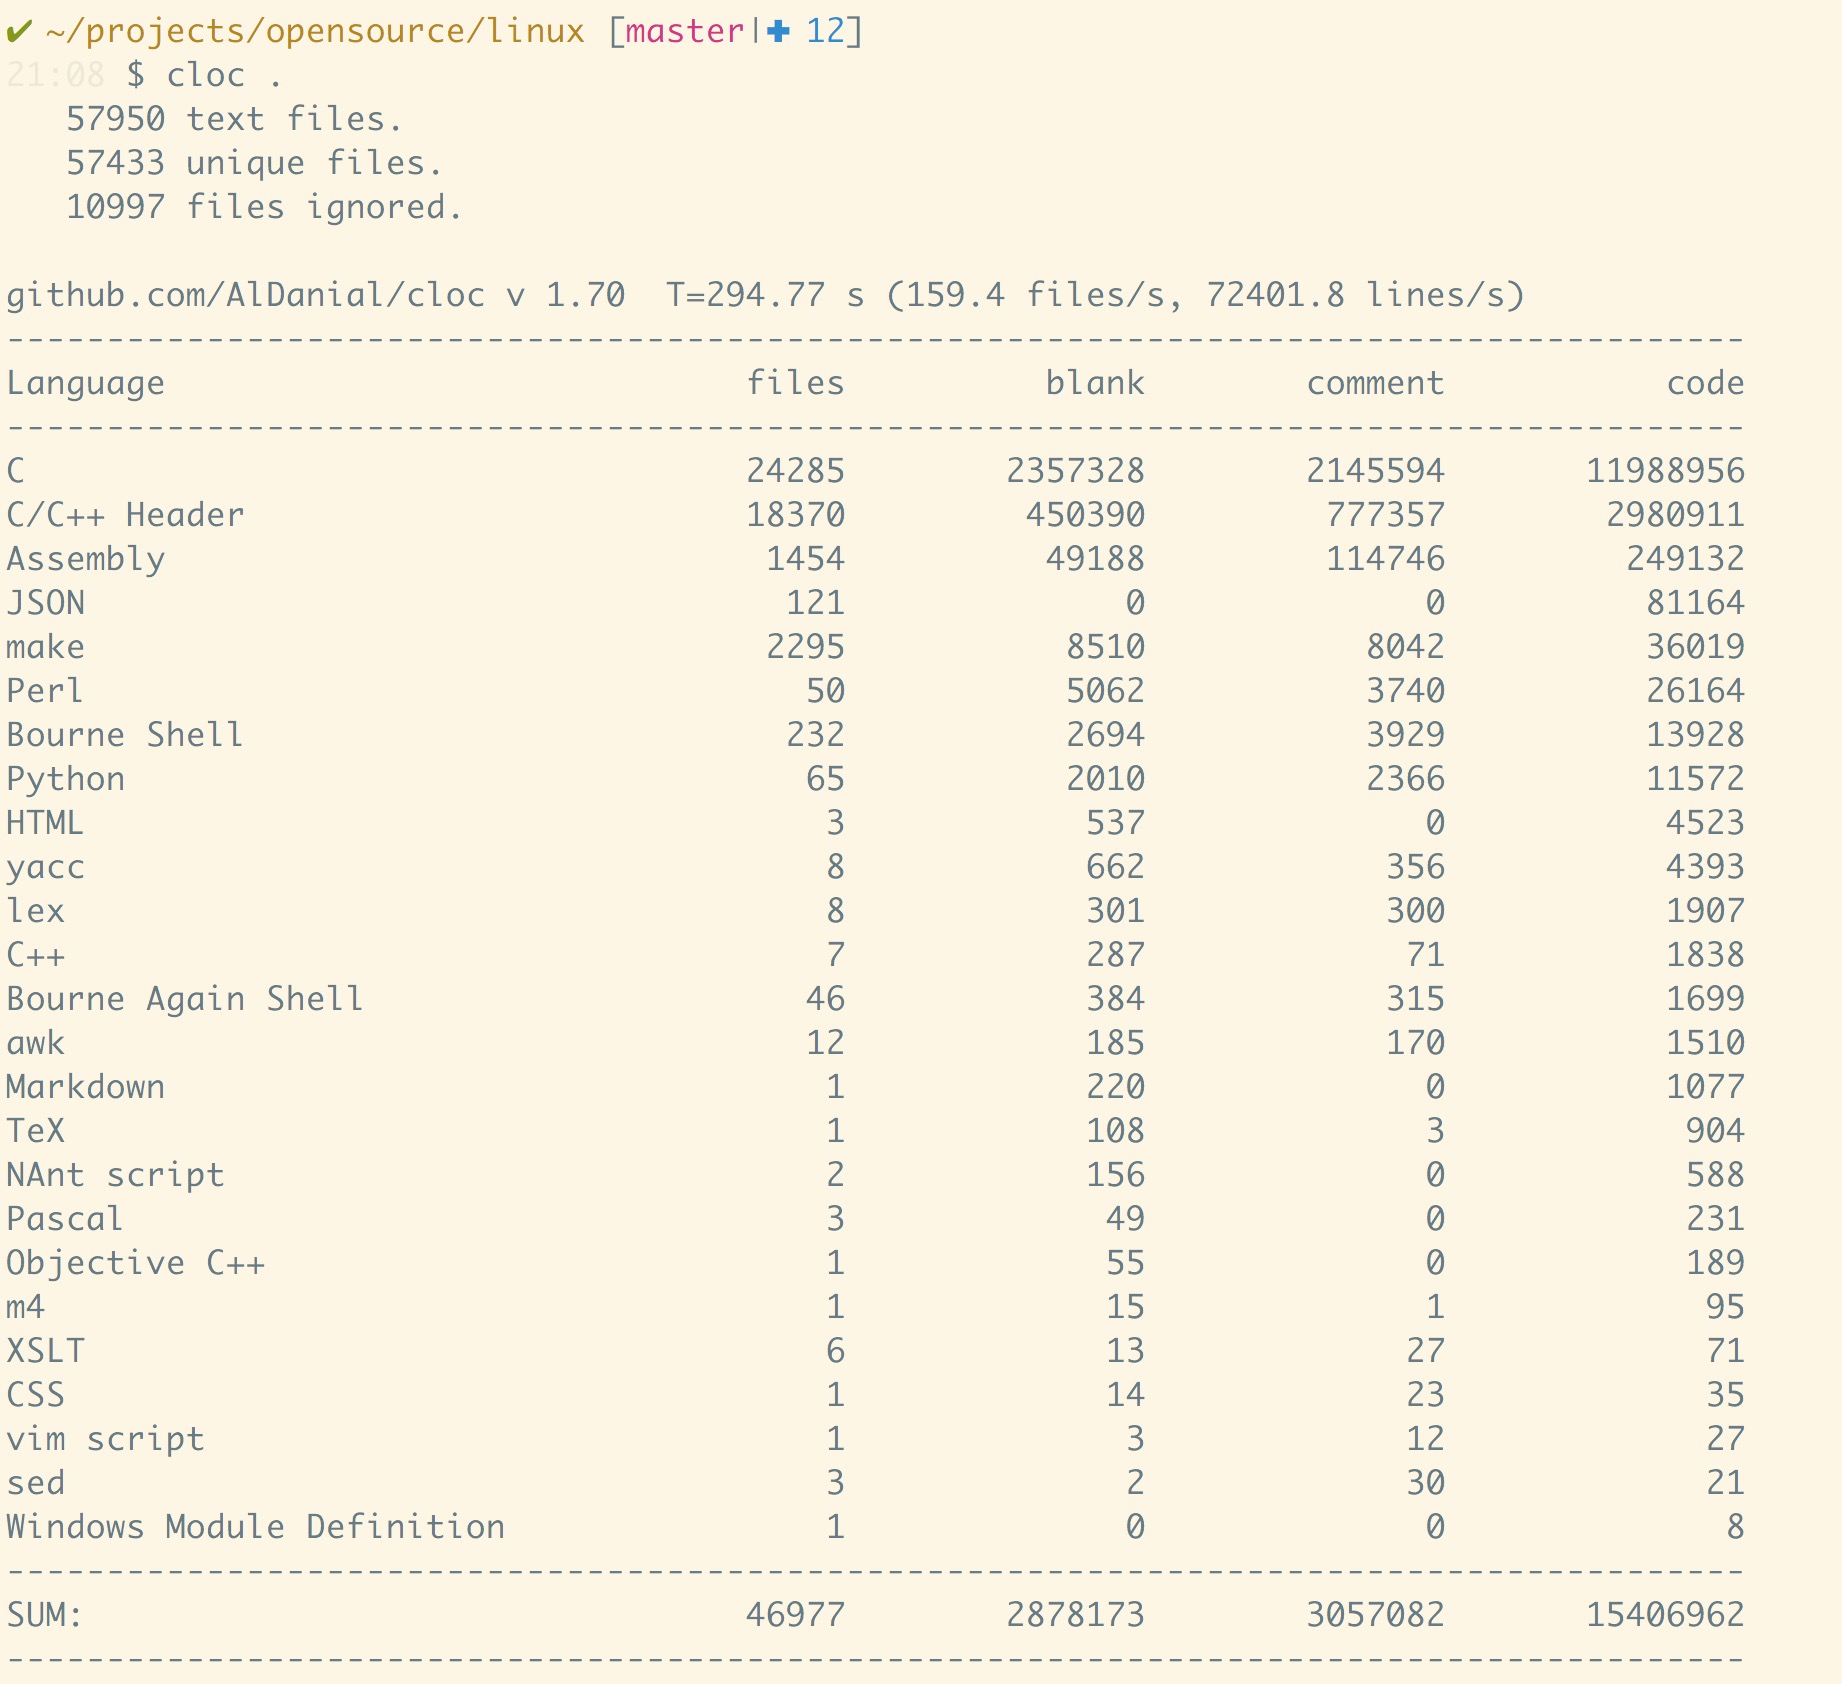 ✔ ~/projects/opensource/linux [master|✚ 12]
21:08 $ cloc .
   57950 text files.
   57433 unique files.
   10997 files ignored.

github.com/AlDanial/cloc v 1.70  T=294.77 s (159.4 files/s, 72401.8 lines/s)
---------------------------------------------------------------------------------------
Language                             files          blank        comment           code
---------------------------------------------------------------------------------------
C                                    24285        2357328        2145594       11988956
C/C++ Header                         18370         450390         777357        2980911
Assembly                              1454          49188         114746         249132
JSON                                   121              0              0          81164
make                                  2295           8510           8042          36019
Perl                                    50           5062           3740          26164
Bourne Shell                           232           2694           3929          13928
Python                                  65           2010           2366          11572
HTML                                     3            537              0           4523
yacc                                     8            662            356           4393
lex                                      8            301            300           1907
C++                                      7            287             71           1838
Bourne Again Shell                      46            384            315           1699
awk                                     12            185            170           1510
Markdown                                 1            220              0           1077
TeX                                      1            108              3            904
NAnt script                              2            156              0            588
Pascal                                   3             49              0            231
Objective C++                            1             55              0            189
m4                                       1             15              1             95
XSLT                                     6             13             27             71
CSS                                      1             14             23             35
vim script                               1              3             12             27
sed                                      3              2             30             21
Windows Module Definition                1              0              0              8
---------------------------------------------------------------------------------------
SUM:                                 46977        2878173        3057082       15406962
---------------------------------------------------------------------------------------